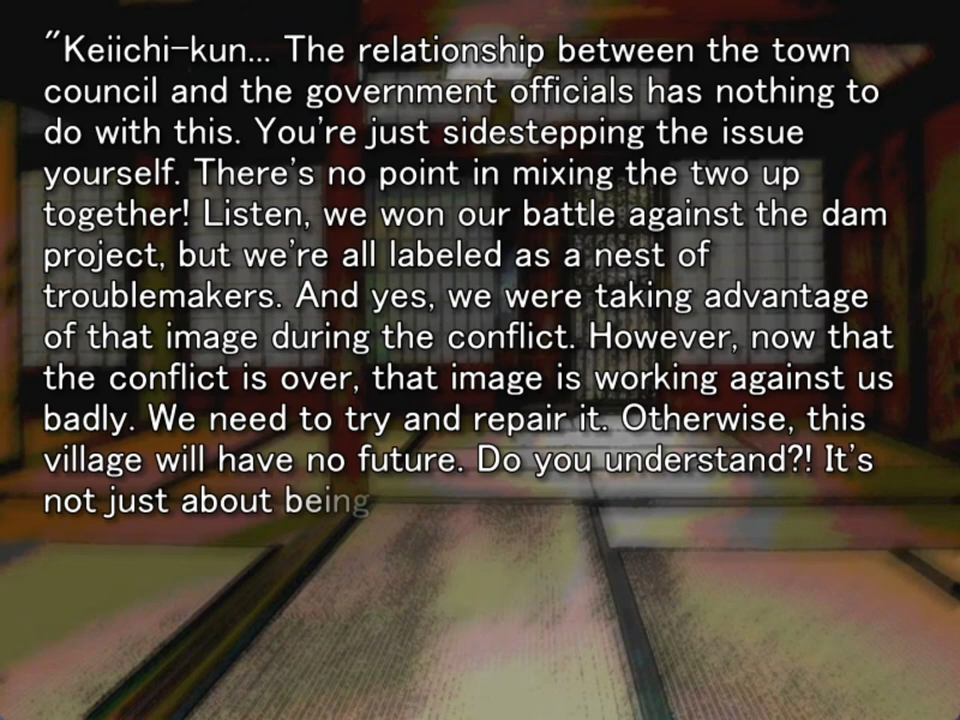 "Keiichi-kun... The relationship between the town
council and the government officials has nothing to
do with this. You're just sidestepping the issue
yourself. There's no point in mixing the two up
together! Listen, we won our battle against the dam
project, but we're all labeled as a nest of
troublemakers. And yes, we were taking advantage
of that image during the conflict. However, now that
the conflict is over, that image is working against us
badly. We need to try and repair it. Otherwise, this
village will have no future. Do you understand?! It's
not just about being